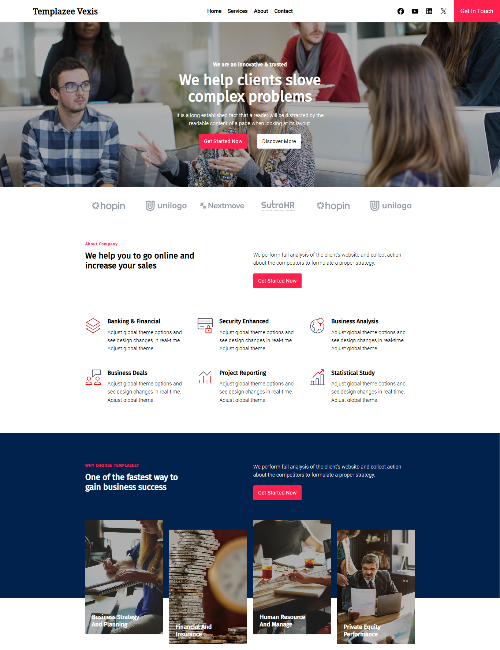 Templazee Vexis
Home Services About Contact
Get In Touch
We are an Innovative & trusted
We help clients slove
complex problems
It is a long established fact that a reader will be distracted by the
readable content of a page when looking at its layout.
Get Started Now
Discover More
hopin
unilogo
Nextmove
SutroHR
hopin
unilogo
About Company
We help you to go online and
increase your sales
We perform full analysis of the client's website and collect action
about the competitors to formulate a proper strategy.
Get Started Now
Banking & Financial
Adjust global theme options and
see design changes in real-time.
Adjust global theme.
Security Enhanced
Adjust global theme options and
see design changes in real-time.
Adjust global theme.
Business Analysis
Adjust global theme options and
see design changes in real-time.
Adjust global theme.
Business Deals
Adjust global theme options and
see design changes in real-time.
Adjust global theme.
Project Reporting
Adjust global theme options and
see design changes in real-time.
Adjust global theme.
Statistical Study
Adjust global theme options and
see design changes in real-time.
Adjust global theme.
WHY CHOOSE TEMPLAZEE?
One of the fastest way to
gain business success
We perform full analysis of the client's website and collect action
about the competitors to formulate a proper strategy.
Get Started Now
Business Strategy
And Planning
Financial And
Insurance
Human Resource
And Manage
Private Equity
Performance